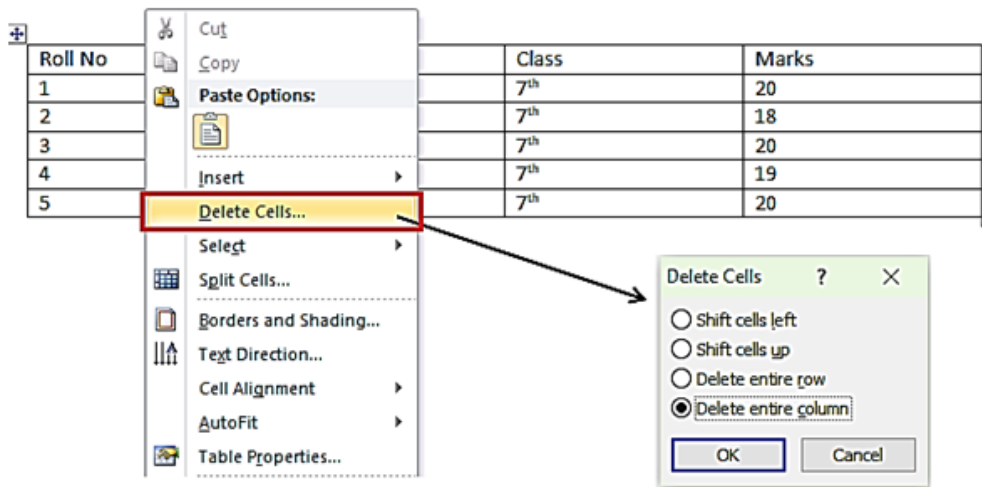 Cut
Copy
Paste Options:
Insert
Delete Cells...
Select
Split Cells...
Borders and Shading...
Text Direction...
Cell Alignment
AutoFit
Table Properties...
Roll No Class Marks
1 7th 20
2 7th 18
3 7th 20
4 7th 19
5 7th 20
Delete Cells ?
Shift cells left
Shift cells up
Delete entire row
Delete entire column
OK Cancel